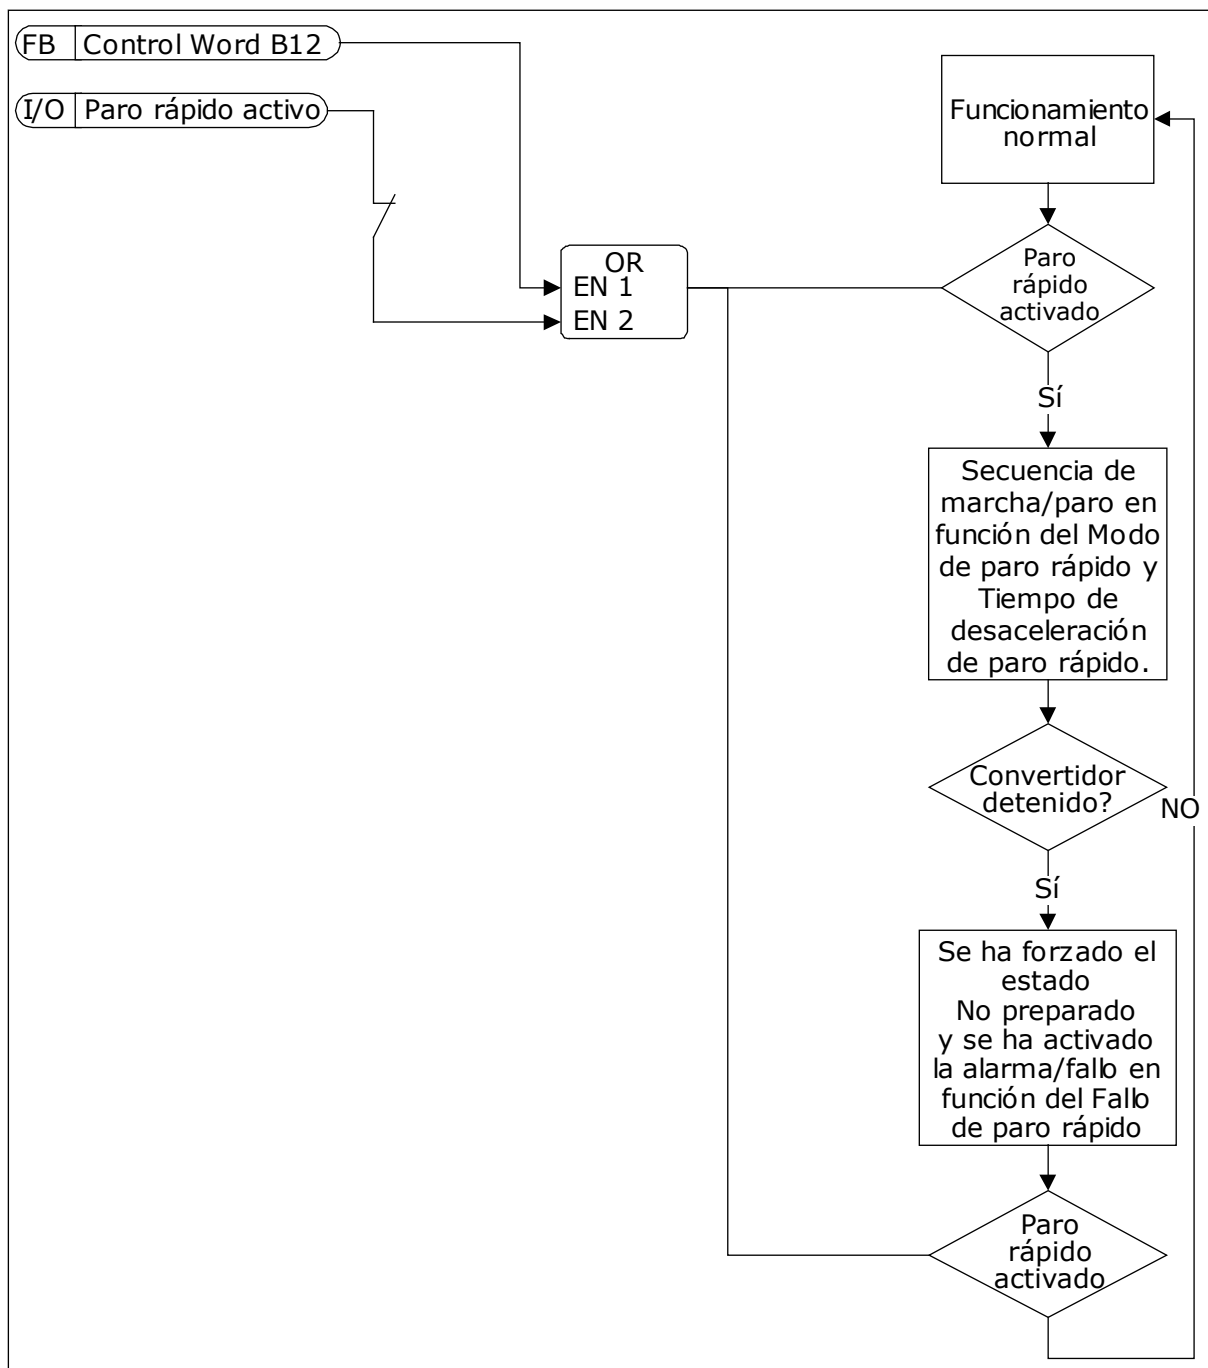 FB Control Word B12
I/O Paro rápido activo
OR
EN 1
EN 2
Funcionamiento
normal
Paro
rápido
activado
Sí
Secuencia de
marcha/paro en
función del Modo
de paro rápido y
Tiempo de
desaceleración
de paro rápido.
Convertidor
detenido?
NO
Sí
Se ha forzado el
estado
No preparado
y se ha activado
la alarma/fallo en
función del Fallo
de paro rápido
Paro
rápido
activado